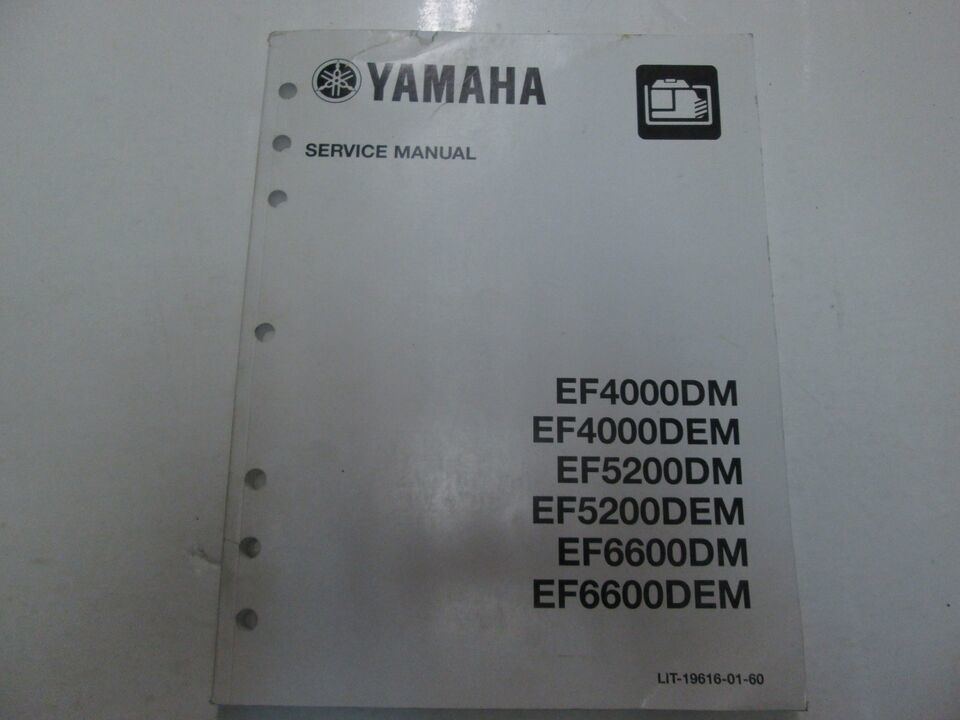 YAMAHA
SERVICE MANUAL
EF4000DM
EF4000DEM
EF5200DM
EF5200DEM
EF6600DM
EF6600DEM
LIT-19616-01-60